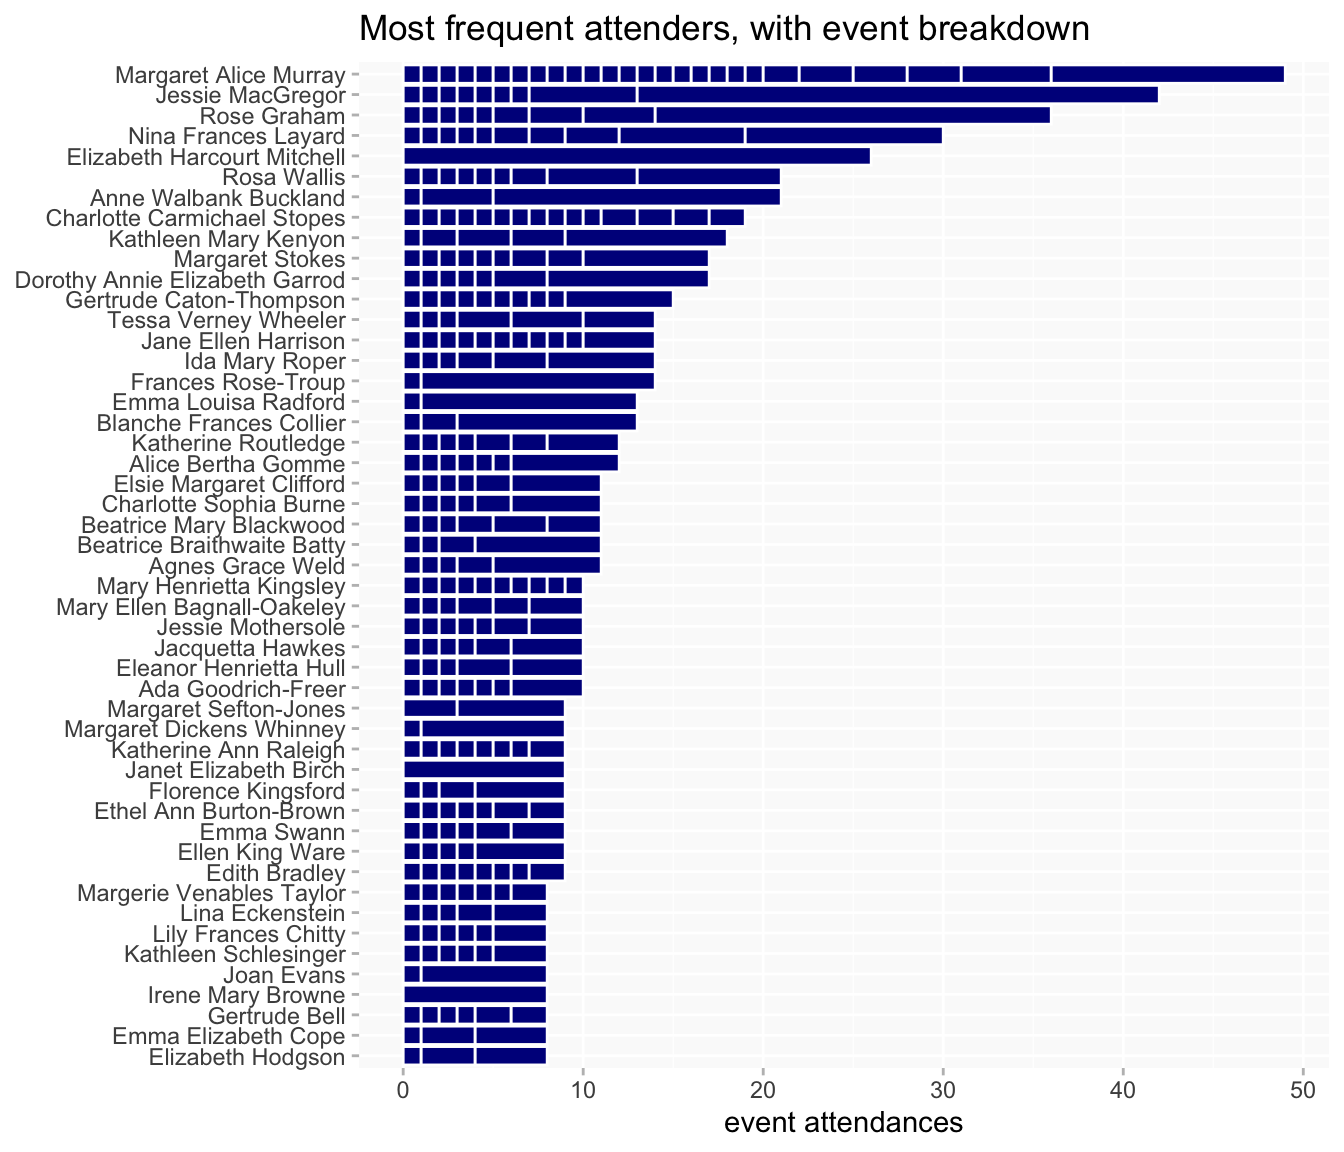 Most frequent attenders, with event breakdown
Margaret Alice Murray
Jessie MacGregor
Rose Graham
Nina Frances Layard
Elizabeth Harcourt Mitchell
Rosa Wallis
Anne Walbank Buckland
Charlotte Carmichael Stopes
Kathleen Mary Kenyon
Margaret Stokes
Dorothy Annie Elizabeth Garrod
Gertrude Caton-Thompson
Tessa Verney Wheeler
Jane Ellen Harrison
Ida Mary Roper
Frances Rose-Troup
Emma Louisa Radford
Blanche Frances Collier
Katherine Routledge
Alice Bertha Gomme
Elsie Margaret Clifford
Charlotte Sophia Burne
Beatrice Mary Blackwood
Beatrice Braithwaite Batty
Agnes Grace Weld
Mary Henrietta Kingsley
Mary Ellen Bagnall-Oakeley
Jessie Mothersole
Jacquetta Hawkes
Eleanor Henrietta Hull
Ada Goodrich-Freer
Margaret Sefton-Jones
Margaret Dickens Whinney
Katherine Ann Raleigh
Janet Elizabeth Birch
Florence Kingsford
Ethel Ann Burton-Brown
Emma Swann
Ellen King Ware
Edith Bradley
Margerie Venables Taylor
Lina Eckenstein
Lily Frances Chitty
Kathleen Schlesinger
Joan Evans
Irene Mary Browne
Gertrude Bell
Emma Elizabeth Cope
Elizabeth Hodgson
0 10 20 30 40 50
event attendances